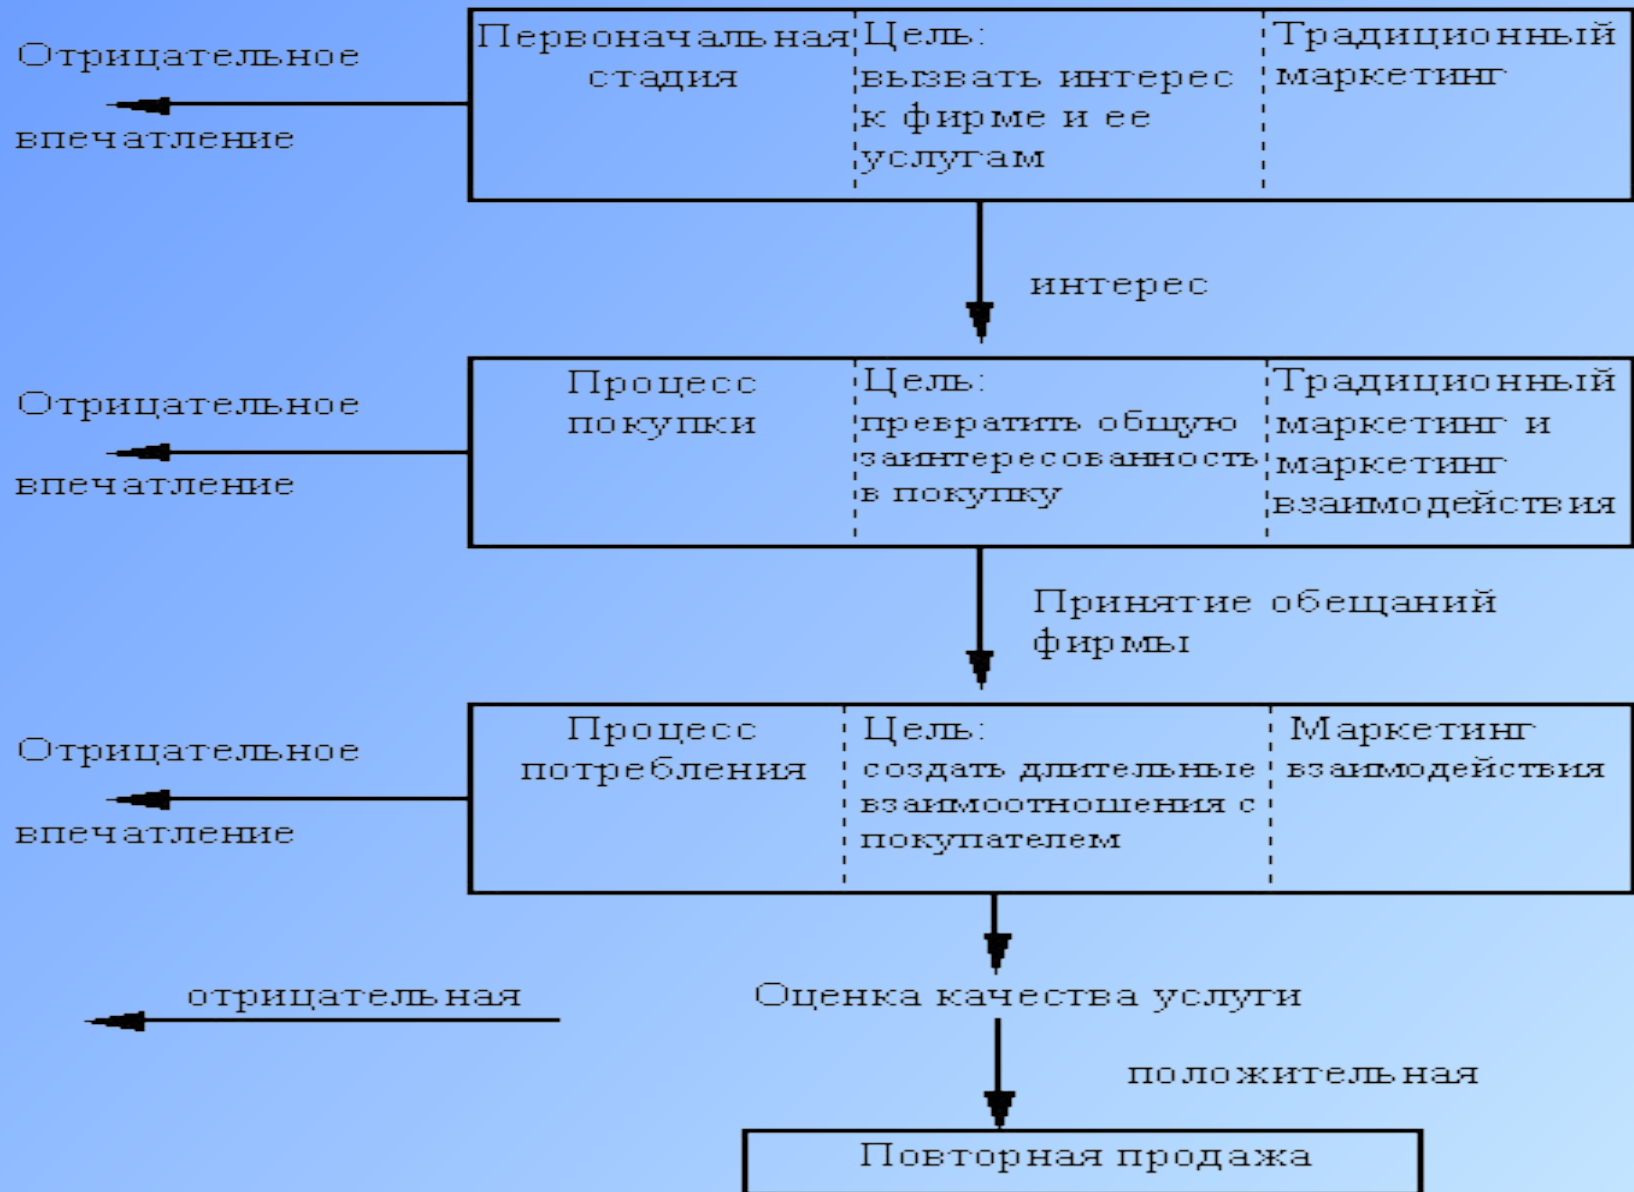 Отрицательное
впечатление
Первоначальная
стадия
Цель:
вызвать интерес
к фирме и ее
услугам
Традиционный
маркетинг
интерес
Отрицательное
впечатление
Процесс
покупки
Цель:
превратить общую
заинтересованность
в покупку
Традиционный
маркетинг и
маркетинг
взаимодействия
Принятие обещаний
фирмы
Отрицательное
впечатление
Процесс
потребления
Цель:
создать длительные
взаимоотношения с
покупателем
Маркетинг
взаимодействия
отрицательная
Оценка качества услуги
положительная
Повторная продажа